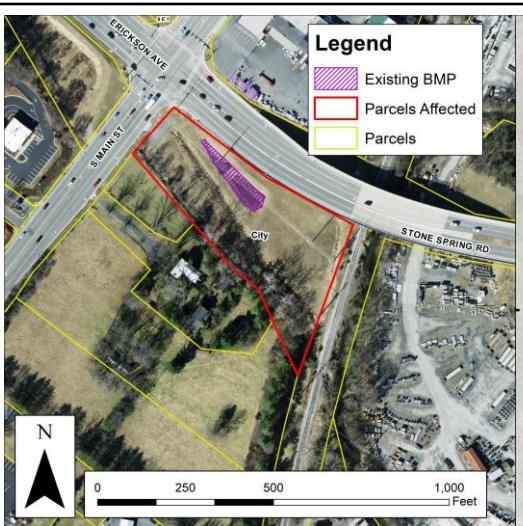 ERICKSON AVE
S MAIN ST
Legend
Existing BMP
Parcels Affected
Parcels
City
STONE SPRING RD
N
0 250 500 1,000
Feet